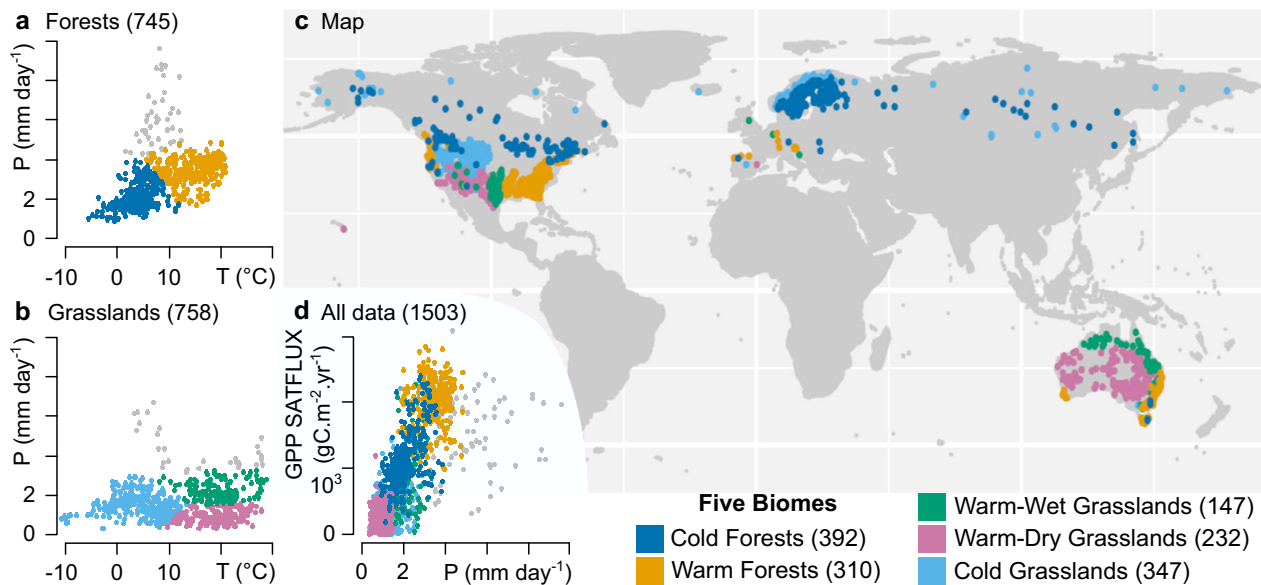 a Forests (745)
P (mm day⁻¹)
2
0
-10 0 10 T (°C)
b Grasslands (758)
P (mm day⁻¹)
2
0
-10 0 10 T (°C)
c Map
d All data (1503)
GPP SATFLUX
(gC.m⁻².yr⁻¹)
10³
0
0 2 P (mm day⁻¹)
Five Biomes
Cold Forests (392)
Warm Forests (310)
Warm-Wet Grasslands (147)
Warm-Dry Grasslands (232)
Cold Grasslands (347)